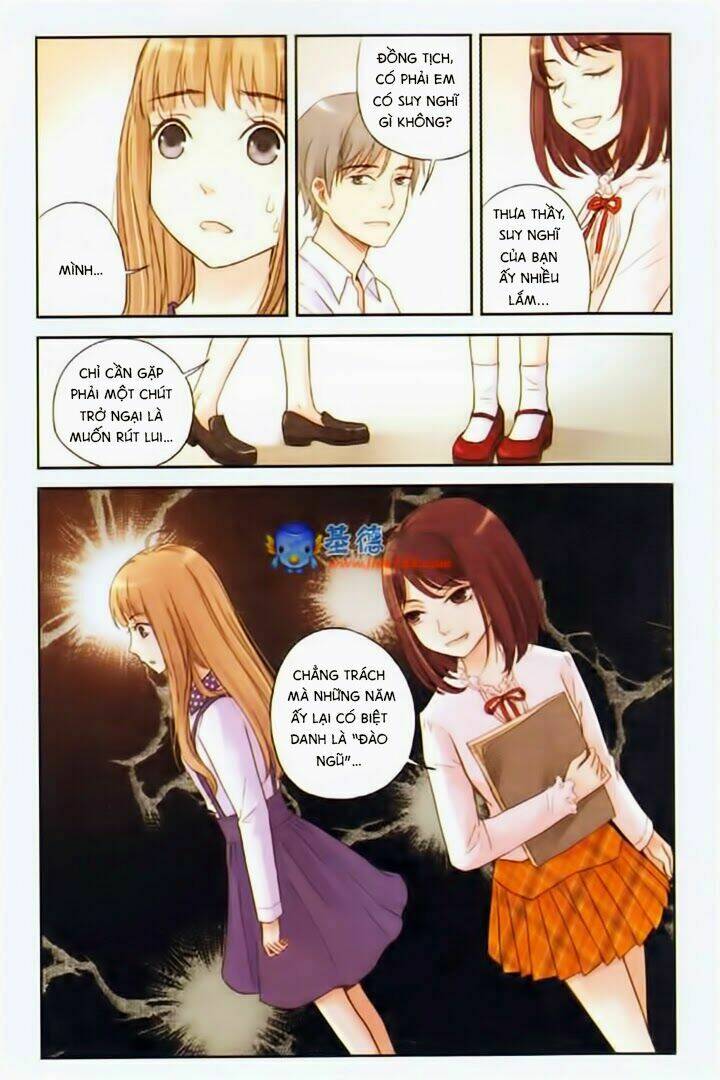 MÌNH...
ĐỒNG TỊCH,
CÓ PHẢI EM
CÓ SUY NGHĨ
GÌ KHÔNG?
THƯA THẦY,
SUY NGHĨ
CỦA BẠN
ẤY NHIỀU
LẮM...
CHỈ CẦN GẶP
PHẢI MỘT CHÚT
TRỞ NGẠI LÀ
MUỐN RÚT LUI...
基德
CHẲNG TRÁCH
MÀ NHỮNG NĂM
ẤY LẠI CÓ BIỆT
DANH LÀ "ĐÀO
NGŨ"...